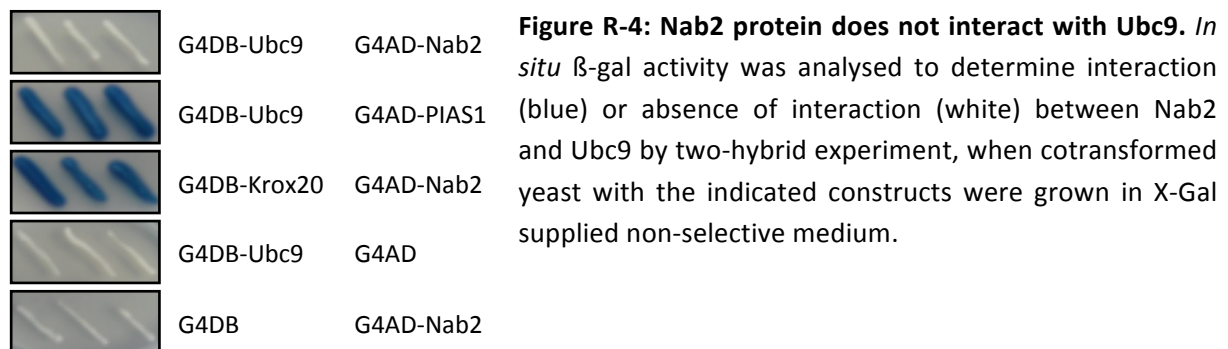 G4DB-Ubc9 G4AD-Nab2
G4DB-Ubc9 G4AD-PIAS1
G4DB-Krox20 G4AD-Nab2
G4DB-Ubc9 G4AD
G4DB G4AD-Nab2
Figure R-4: Nab2 protein does not interact with Ubc9. In
situ ß-gal activity was analysed to determine interaction
(blue) or absence of interaction (white) between Nab2
and Ubc9 by two-hybrid experiment, when cotransformed
yeast with the indicated constructs were grown in X-Gal
supplied non-selective medium.